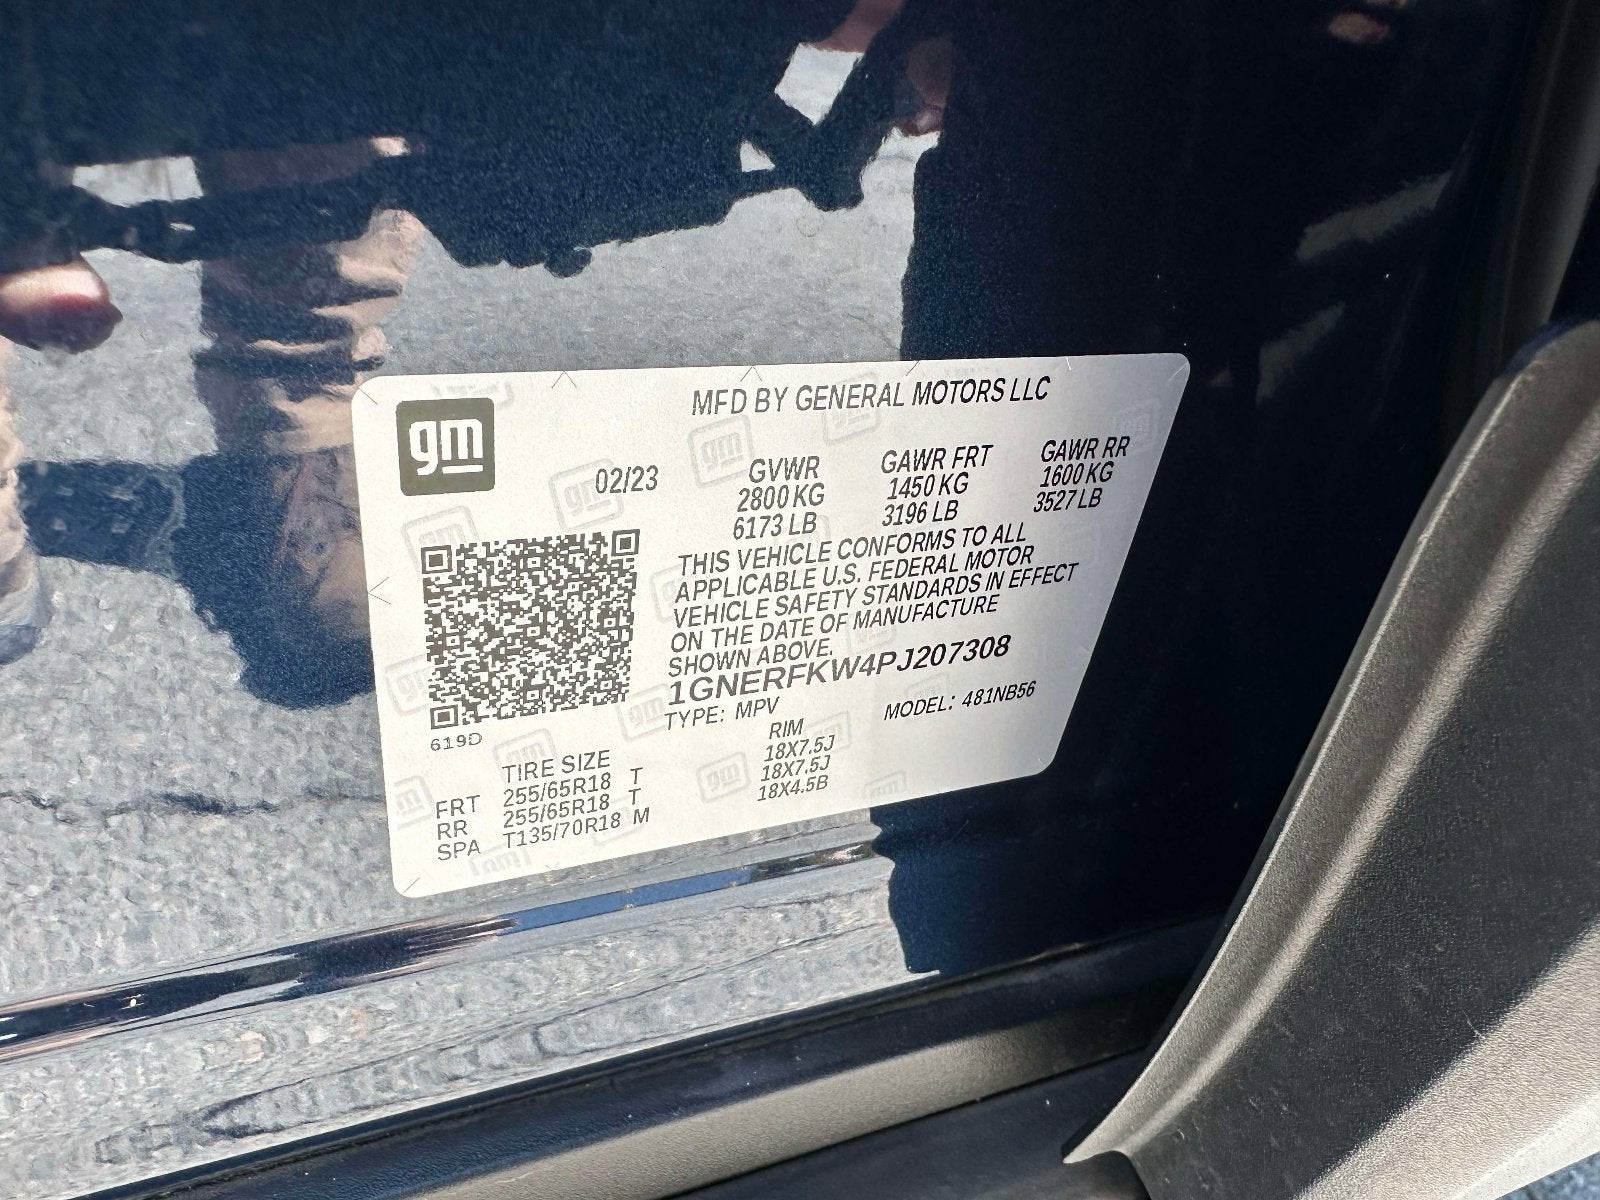 gm
MFD BY GENERAL MOTORS LLC
02/23
GVWR
2800 KG
6173 LB
GAWR FRT
1450 KG
3196 LB
GAWR RR
1600 KG
3527 LB
THIS VEHICLE CONFORMS TO ALL
APPLICABLE U.S. FEDERAL MOTOR
VEHICLE SAFETY STANDARDS IN EFFECT
ON THE DATE OF MANUFACTURE
SHOWN ABOVE.
1GNERFKW4PJ207308
TYPE: MPV
MODEL: 481NB56
619D
TIRE SIZE
RIM
FRT 255/65R18 T 18X7.5J
RR 255/65R18 T 18X7.5J
SPA T135/70R18 M 18X4.5B